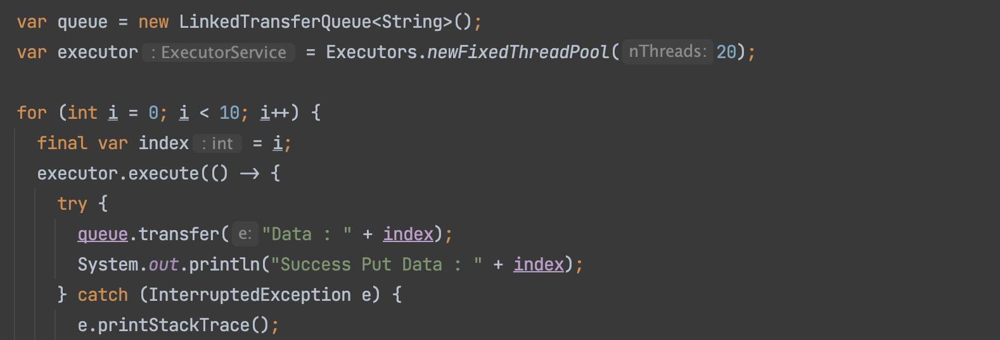 var queue = new LinkedTransferQueue<String>();
var executor : ExecutorService = Executors.newFixedThreadPool( nThreads: 20);
for (int i = 0; i < 10; i++) {
final var index : int = i;
executor.execute(() -> {
try {
queue.transfer( e: "Data : " + index);
System.out.println("Success Put Data : " + index);
} catch (InterruptedException e) {
e.printStackTrace();